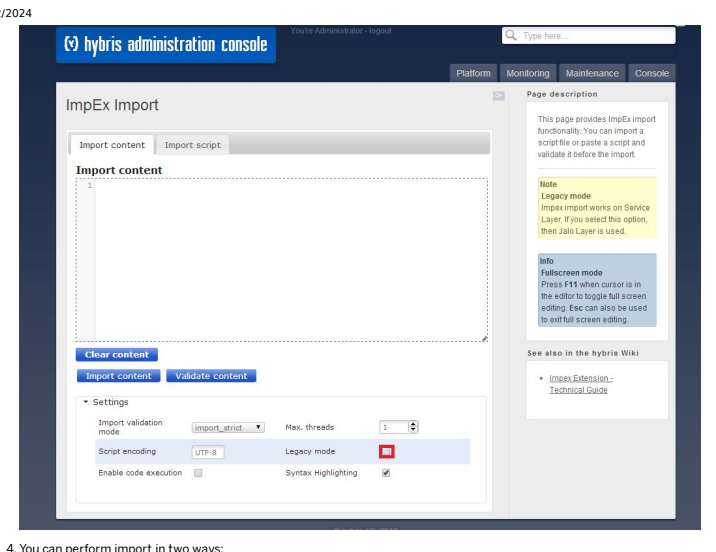 /2024
(y) hybris administration console
You're Administrator - logout
Type here...
Platform Monitoring Maintenance Console
ImpEx Import
Import content Import script
Import content
1
Clear content
Import content Validate content
Settings
Import validation mode import_strict Max. threads 1
Script encoding UTF-8 Legacy mode
Enable code execution Syntax Highlighting
Page description
This page provides ImpEx import
functionality. You can import a
script file or paste a script and
validate it before the import.
Note
Legacy mode
Impex import works on Service
Layer. If you select this option,
then Jalo Layer is used.
Info
Fullscreen mode
Press F11 when cursor is in
the editor to toggle full screen
editing. Esc can also be used
to exit full screen editing.
See also in the hybris Wiki
impex Extension -
Technical Guide
4. You can perform import in two ways: